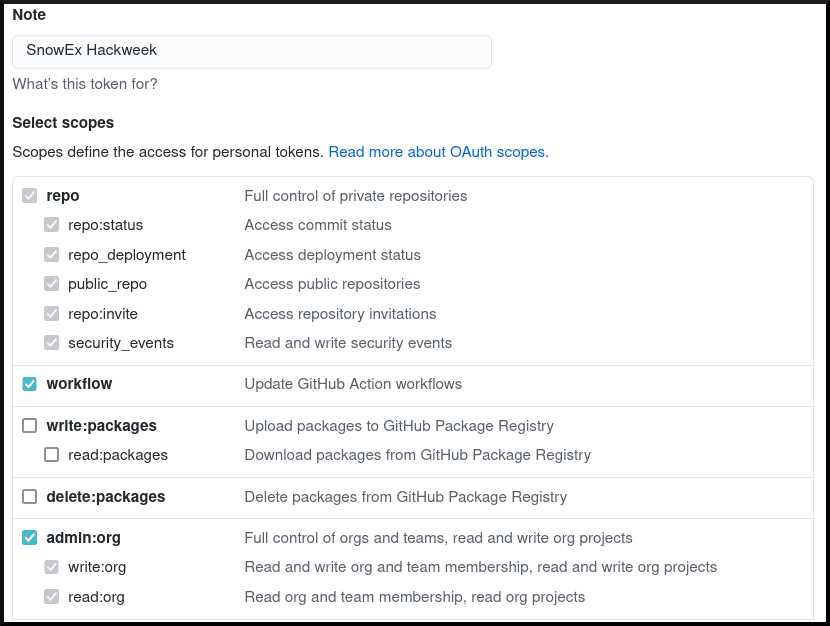 Note
SnowEx Hackweek
What's this token for?
Select scopes
Scopes define the access for personal tokens. Read more about OAuth scopes.
repo Full control of private repositories
repo:status Access commit status
repo_deployment Access deployment status
public_repo Access public repositories
repo:invite Access repository invitations
security_events Read and write security events
workflow Update GitHub Action workflows
write:packages Upload packages to GitHub Package Registry
read:packages Download packages from GitHub Package Registry
delete:packages Delete packages from GitHub Package Registry
admin:org Full control of orgs and teams, read and write org projects
write:org Read and write org and team membership, read and write org projects
read:org Read org and team membership, read org projects